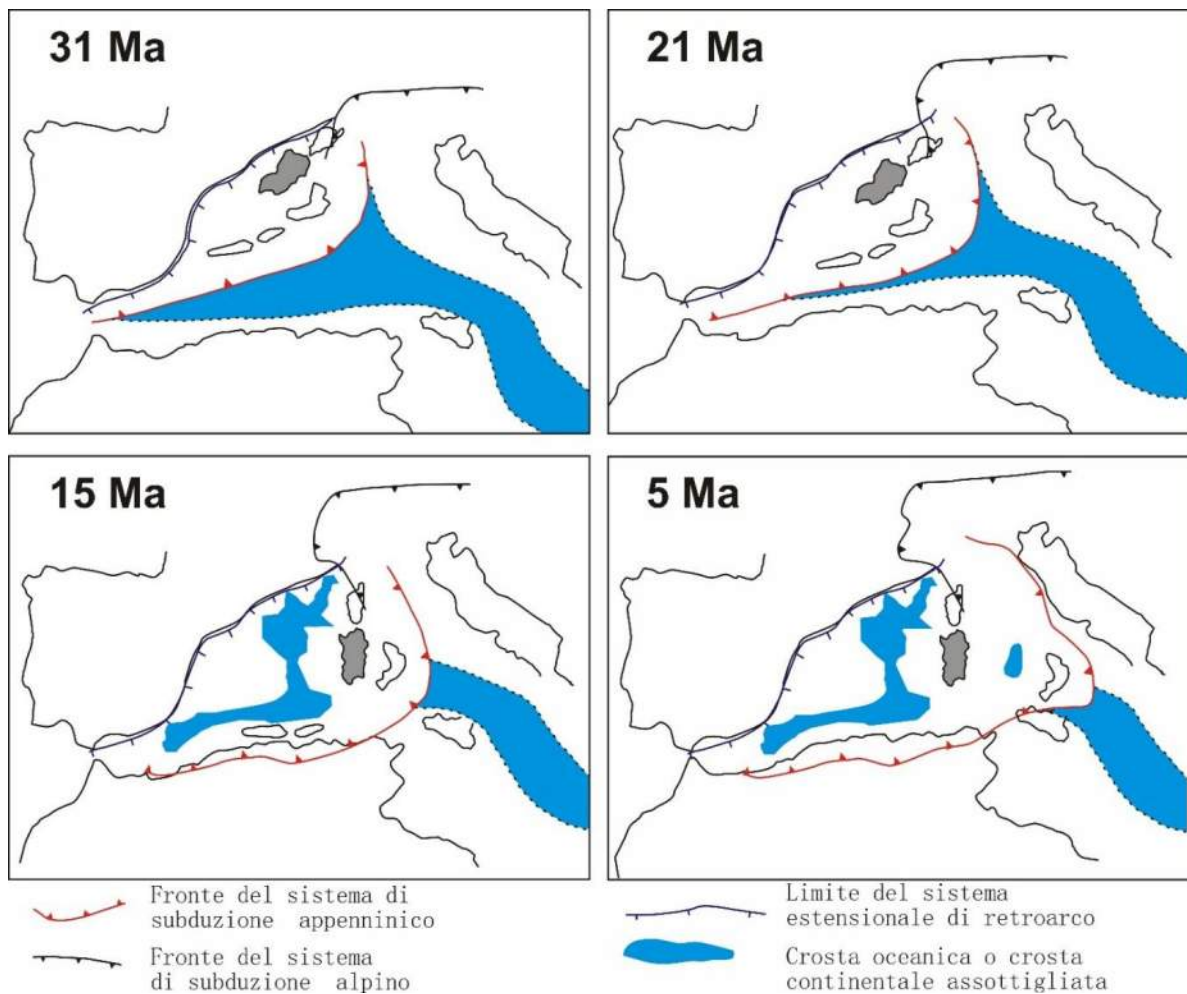 31 Ma
21 Ma
15 Ma
5 Ma
Fronte del sistema di
subduzione appenninico
Fronte del sistema
di subduzione alpino
Limite del sistema
estensionale di retroarco
Crosta oceanica o crosta
continentale assottigliata